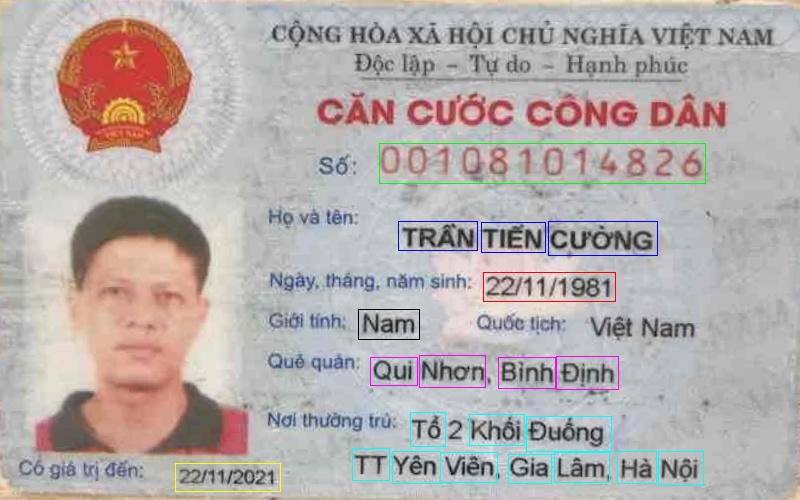 CỘNG HÒA XÃ HỘI CHỦ NGHĨA VIỆT NAM
Độc lập - Tự do - Hạnh phúc
CĂN CƯỚC CÔNG DÂN
Số: 001081014826
Họ và tên: TRẦN TIẾN CƯỜNG
Ngày, tháng, năm sinh: 22/11/1981
Giới tính: Nam Quốc tịch: Việt Nam
Quê quán: Qui Nhơn, Bình Định
Nơi thường trú: Tổ 2 Khối Đuống
TT Yên Viên, Gia Lâm, Hà Nội
Có giá trị đến: 22/11/2021
VIỆT NAM